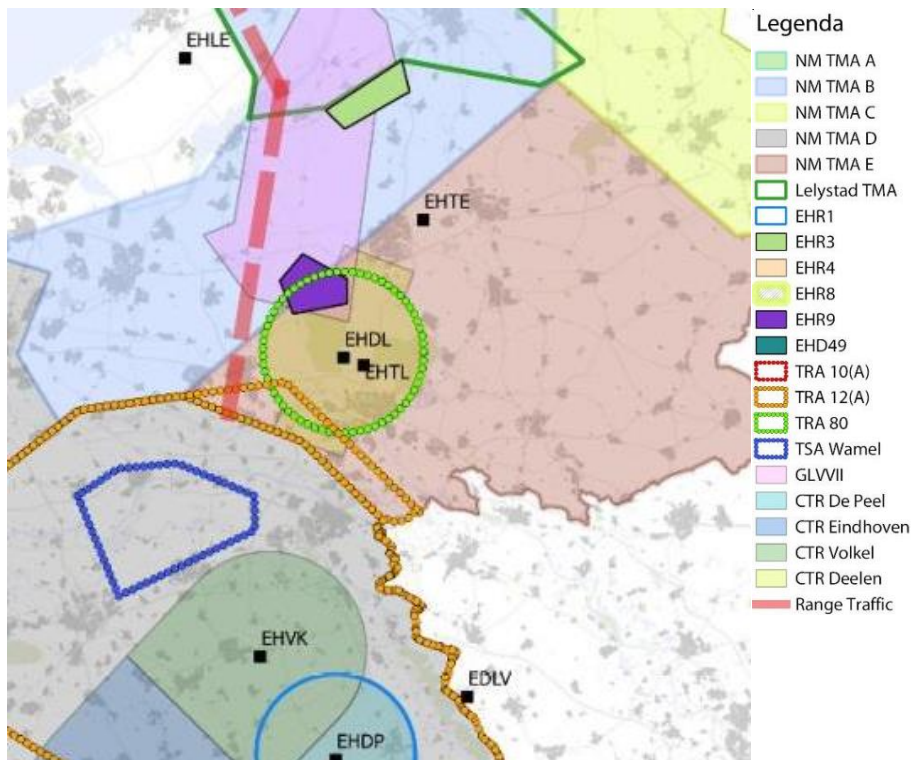 EHLE
EHTE
EHDL
EHTL
EHVK
EDLV
EHDP
Legenda
NM TMA A
NM TMA B
NM TMA C
NM TMA D
NM TMA E
Lelystad TMA
EHR1
EHR3
EHR4
EHR8
EHR9
EHD49
TRA 10(A)
TRA 12(A)
TRA 80
TSA Wamel
GLVVII
CTR De Peel
CTR Eindhoven
CTR Volkel
CTR Deelen
Range Traffic